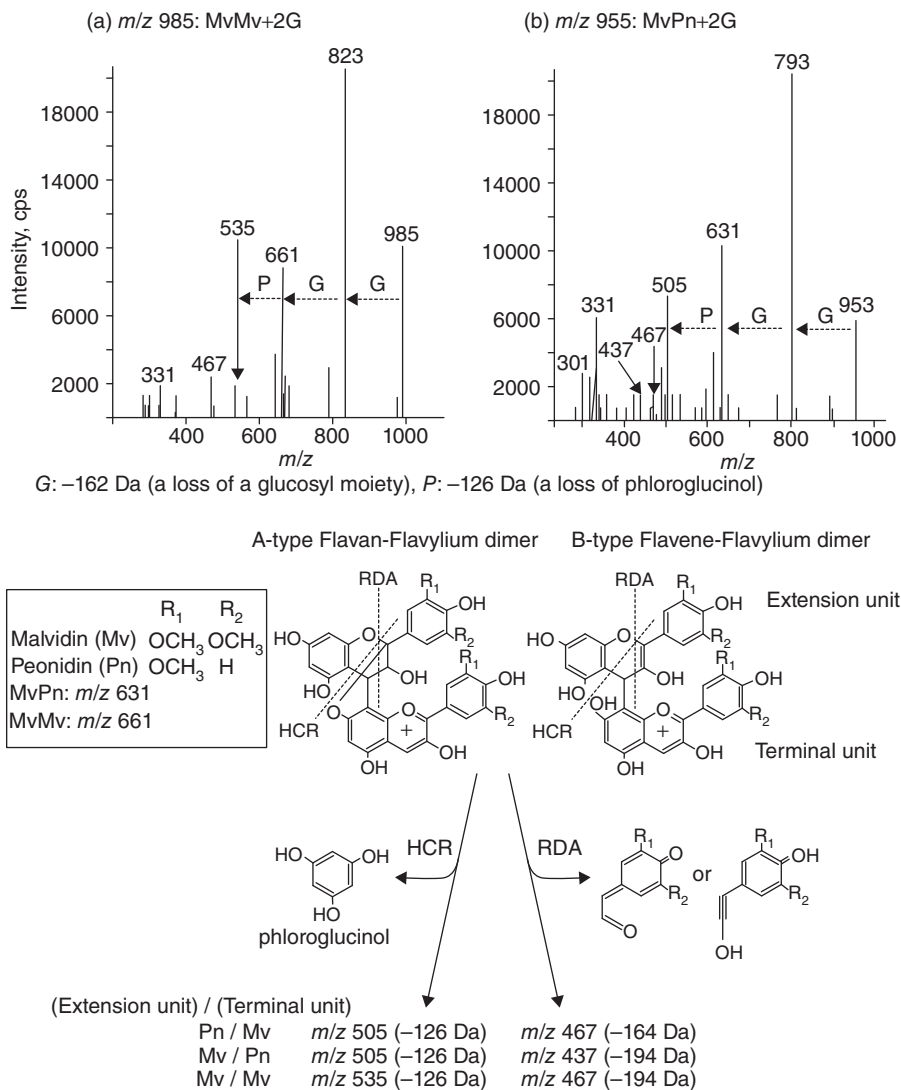 (a) m/z 985: MvMv+2G
(b) m/z 955: MvPn+2G
Intensity, cps
18000
14000
10000
6000
2000
823
985
661
535
467
331
P
G
G
400
600
800
1000
m/z
18000
14000
10000
6000
2000
793
953
631
505
467
437
331
301
P
G
G
400
600
800
1000
m/z
G: –162 Da (a loss of a glucosyl moiety), P: –126 Da (a loss of phloroglucinol)
A-type Flavan-Flavylium dimer
B-type Flavene-Flavylium dimer
R1 R2
Malvidin (Mv) OCH3 OCH3
Peonidin (Pn) OCH3 H
MvPn: m/z 631
MvMv: m/z 661
RDA
R1
OH
R2
HO
O
OH
HO
R1
OH
R2
O
O
+
OH
OH
HCR
RDA
R1
OH
R2
HO
O
OH
HO
OH
R1
OH
R2
O
+
OH
OH
HCR
Extension unit
Terminal unit
HCR
RDA
HO
OH
HO
phloroglucinol
R1
O
R2
O
or
R1
OH
R2
OH
(Extension unit) / (Terminal unit)
Pn / Mv m/z 505 (–126 Da) m/z 467 (–164 Da)
Mv / Pn m/z 505 (–126 Da) m/z 437 (–194 Da)
Mv / Mv m/z 535 (–126 Da) m/z 467 (–194 Da)